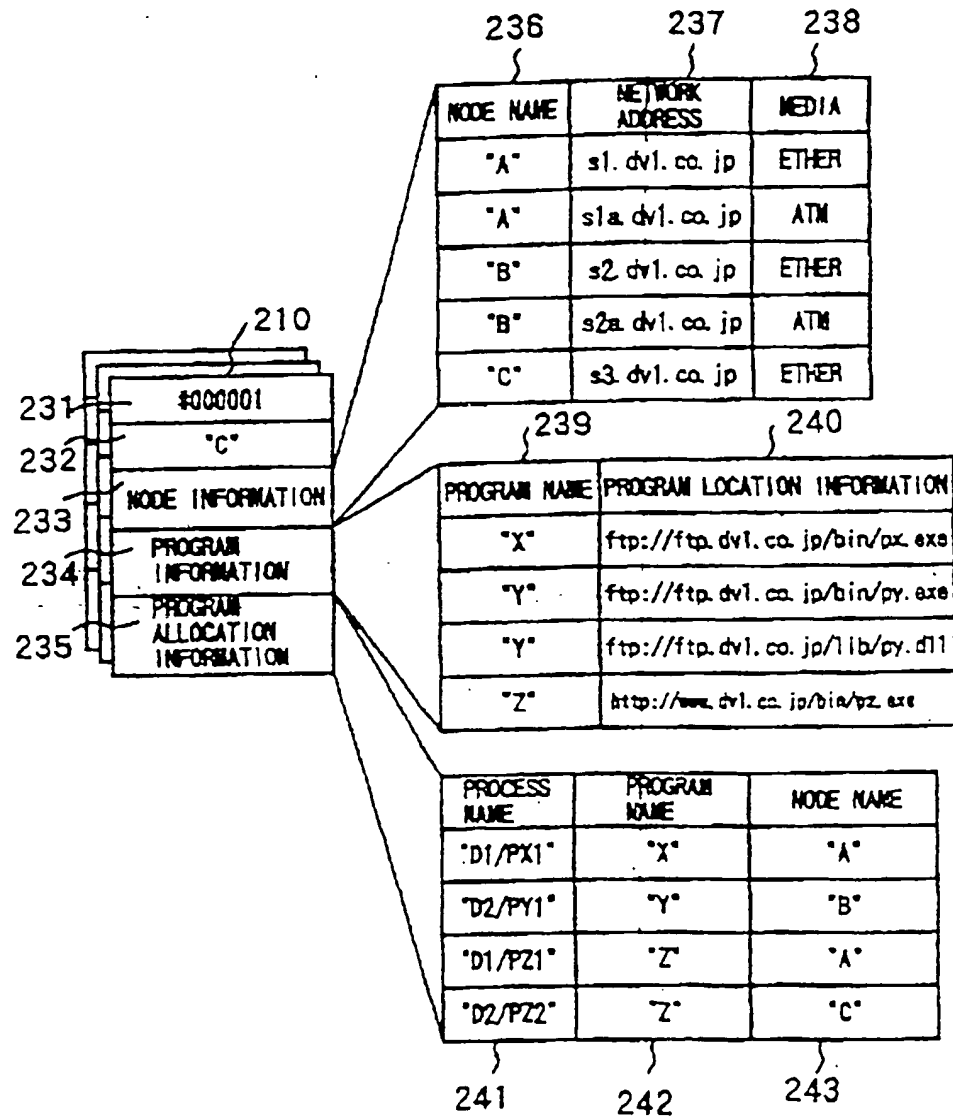 236 237 238
NODE NAME NETWORK ADDRESS MEDIA
"A" s1.dv1.co.jp ETHER
"A" s1a.dv1.co.jp ATM
"B" s2.dv1.co.jp ETHER
"B" s2a.dv1.co.jp ATM
"C" s3.dv1.co.jp ETHER
210
231 #000001
232 "C"
233 NODE INFORMATION
234 PROGRAM INFORMATION
235 PROGRAM ALLOCATION INFORMATION
239 240
PROGRAM NAME PROGRAM LOCATION INFORMATION
"X" ftp://ftp.dv1.co.jp/bin/px.exe
"Y" ftp://ftp.dv1.co.jp/bin/py.exe
"Y" ftp://ftp.dv1.co.jp/lib/py.dll
"Z" http://www.dv1.co.jp/bin/pz.exe
PROCESS NAME PROGRAM NAME NODE NAME
"D1/PX1" "X" "A"
"D2/PY1" "Y" "B"
"D1/PZ1" "Z" "A"
"D2/PZ2" "Z" "C"
241 242 243